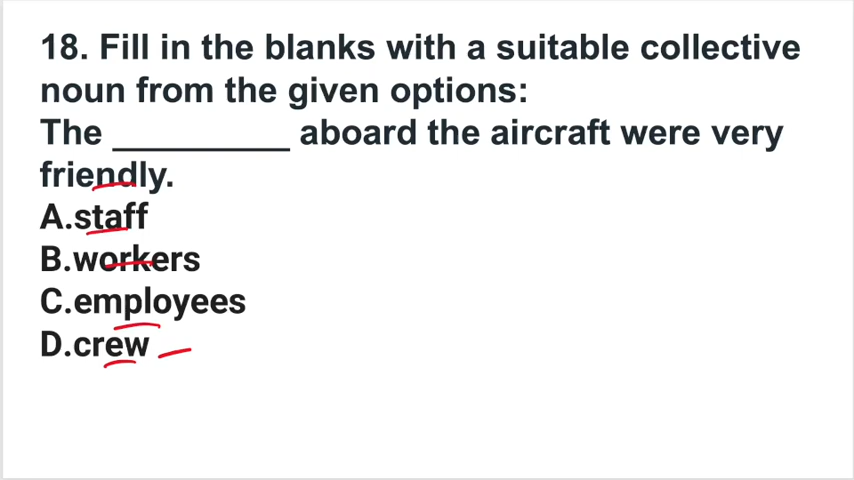 18. Fill in the blanks with a suitable collective
noun from the given options:
The __________ aboard the aircraft were very
friendly.
A.staff
B.workers
C.employees
D.crew